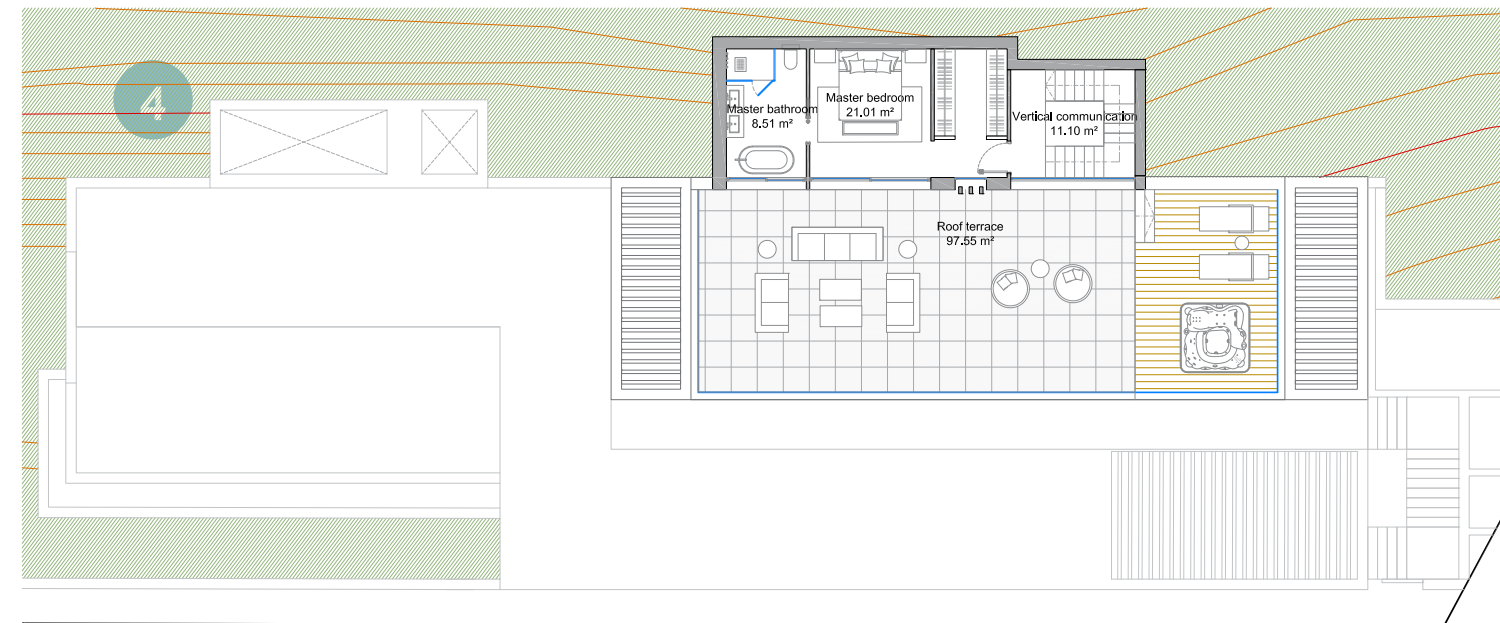 4
Master bathroom
8.51 m²
Master bedroom
21.01 m²
Vertical communication
11.10 m²
Roof terrace
97.55 m²